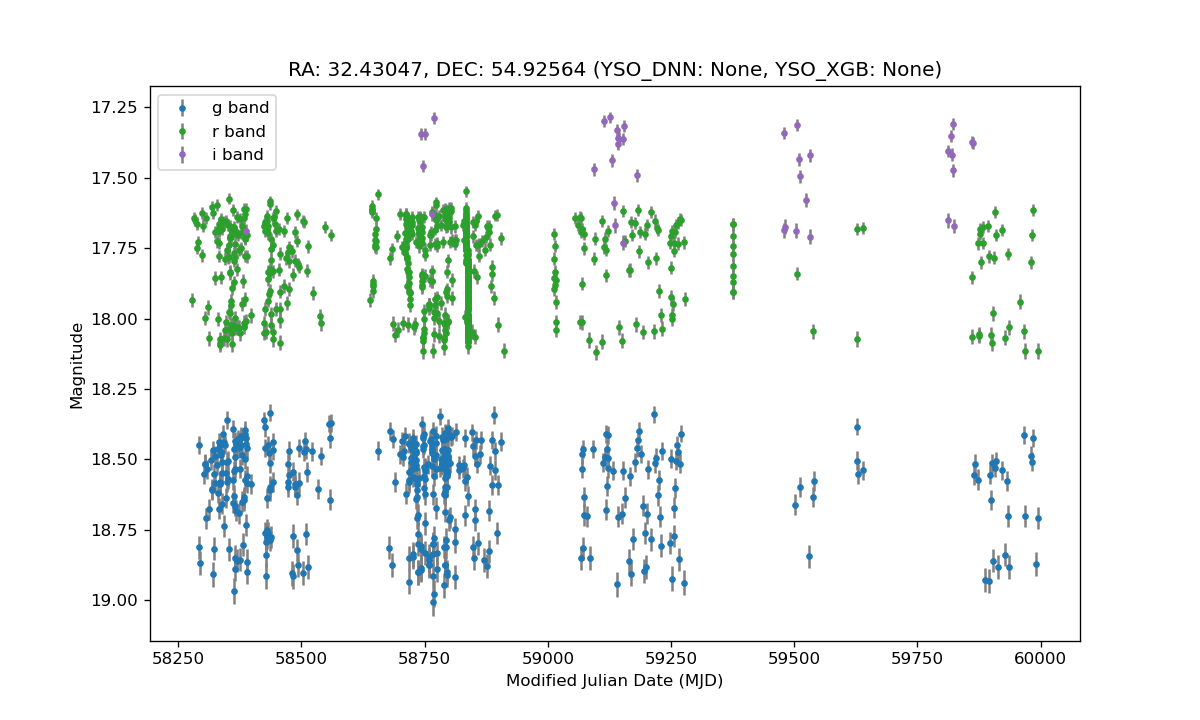 RA: 32.43047, DEC: 54.92564 (YSO_DNN: None, YSO_XGB: None)
g band
r band
i band
17.25
17.50
17.75
18.00
18.25
18.50
18.75
19.00
Magnitude
58250
58500
58750
59000
59250
59500
59750
60000
Modified Julian Date (MJD)